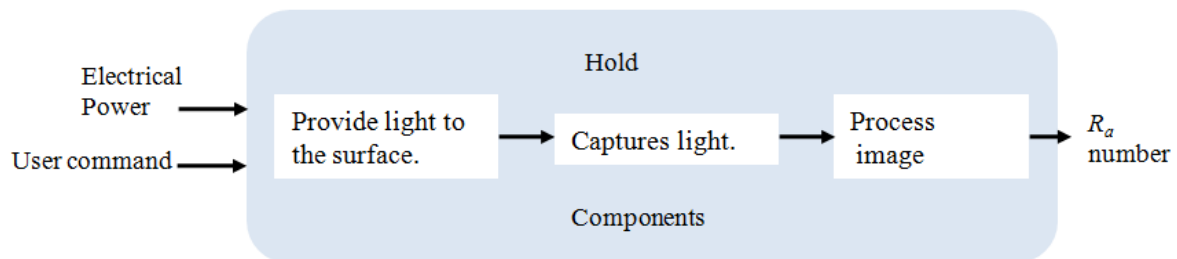 Hold
Electrical
Power
User command
Provide light to
the surface.
Captures light.
Process
image
Rₐ
number
Components